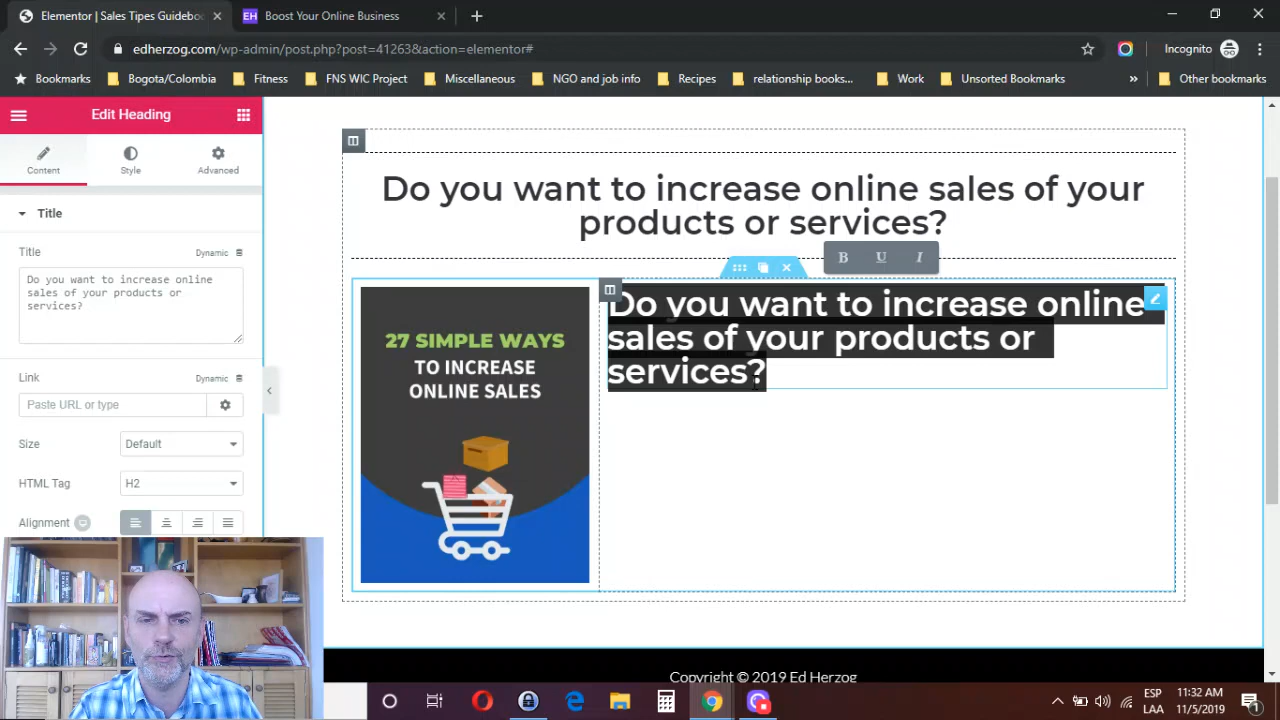 Elementor | Sales Tips Guidebo
EH Boost Your Online Business
edherzog.com/wp-admin/post.php?post=41263&action=elementor#
Incognito
Bookmarks Bogota/Colombia Fitness FNS WIC Project Miscellaneous NGO and job info Recipes relationship books... Work Unsorted Bookmarks » Other bookmarks
Edit Heading
Content Style Advanced
Title
Title Dynamic
Do you want to increase online
sales of your products or
services?
Link Dynamic
Paste URL or type
Size Default
HTML Tag H2
Alignment
Do you want to increase online sales of your
products or services?
B U I
Do you want to increase online
sales of your products or
services?
27 SIMPLE WAYS
TO INCREASE
ONLINE SALES
Copyright © 2019 Ed Herzog
ESP
LAA
11:32 AM
11/5/2019
1